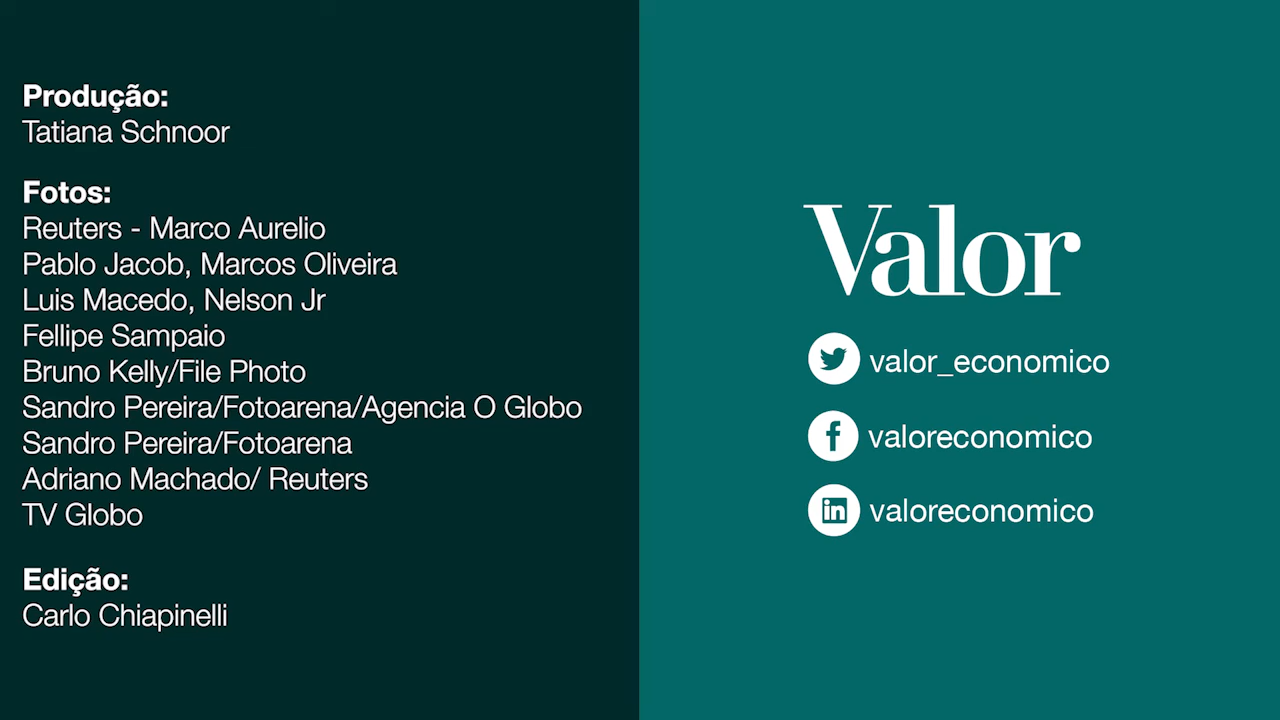 Produção:
Tatiana Schnoor
Fotos:
Reuters - Marco Aurelio
Pablo Jacob, Marcos Oliveira
Luis Macedo, Nelson Jr
Fellipe Sampaio
Bruno Kelly/File Photo
Sandro Pereira/Fotoarena/Agencia O Globo
Sandro Pereira/Fotoarena
Adriano Machado/ Reuters
TV Globo
Edição:
Carlo Chiapinelli
Valor
valor_economico
valoreconomico
valoreconomico